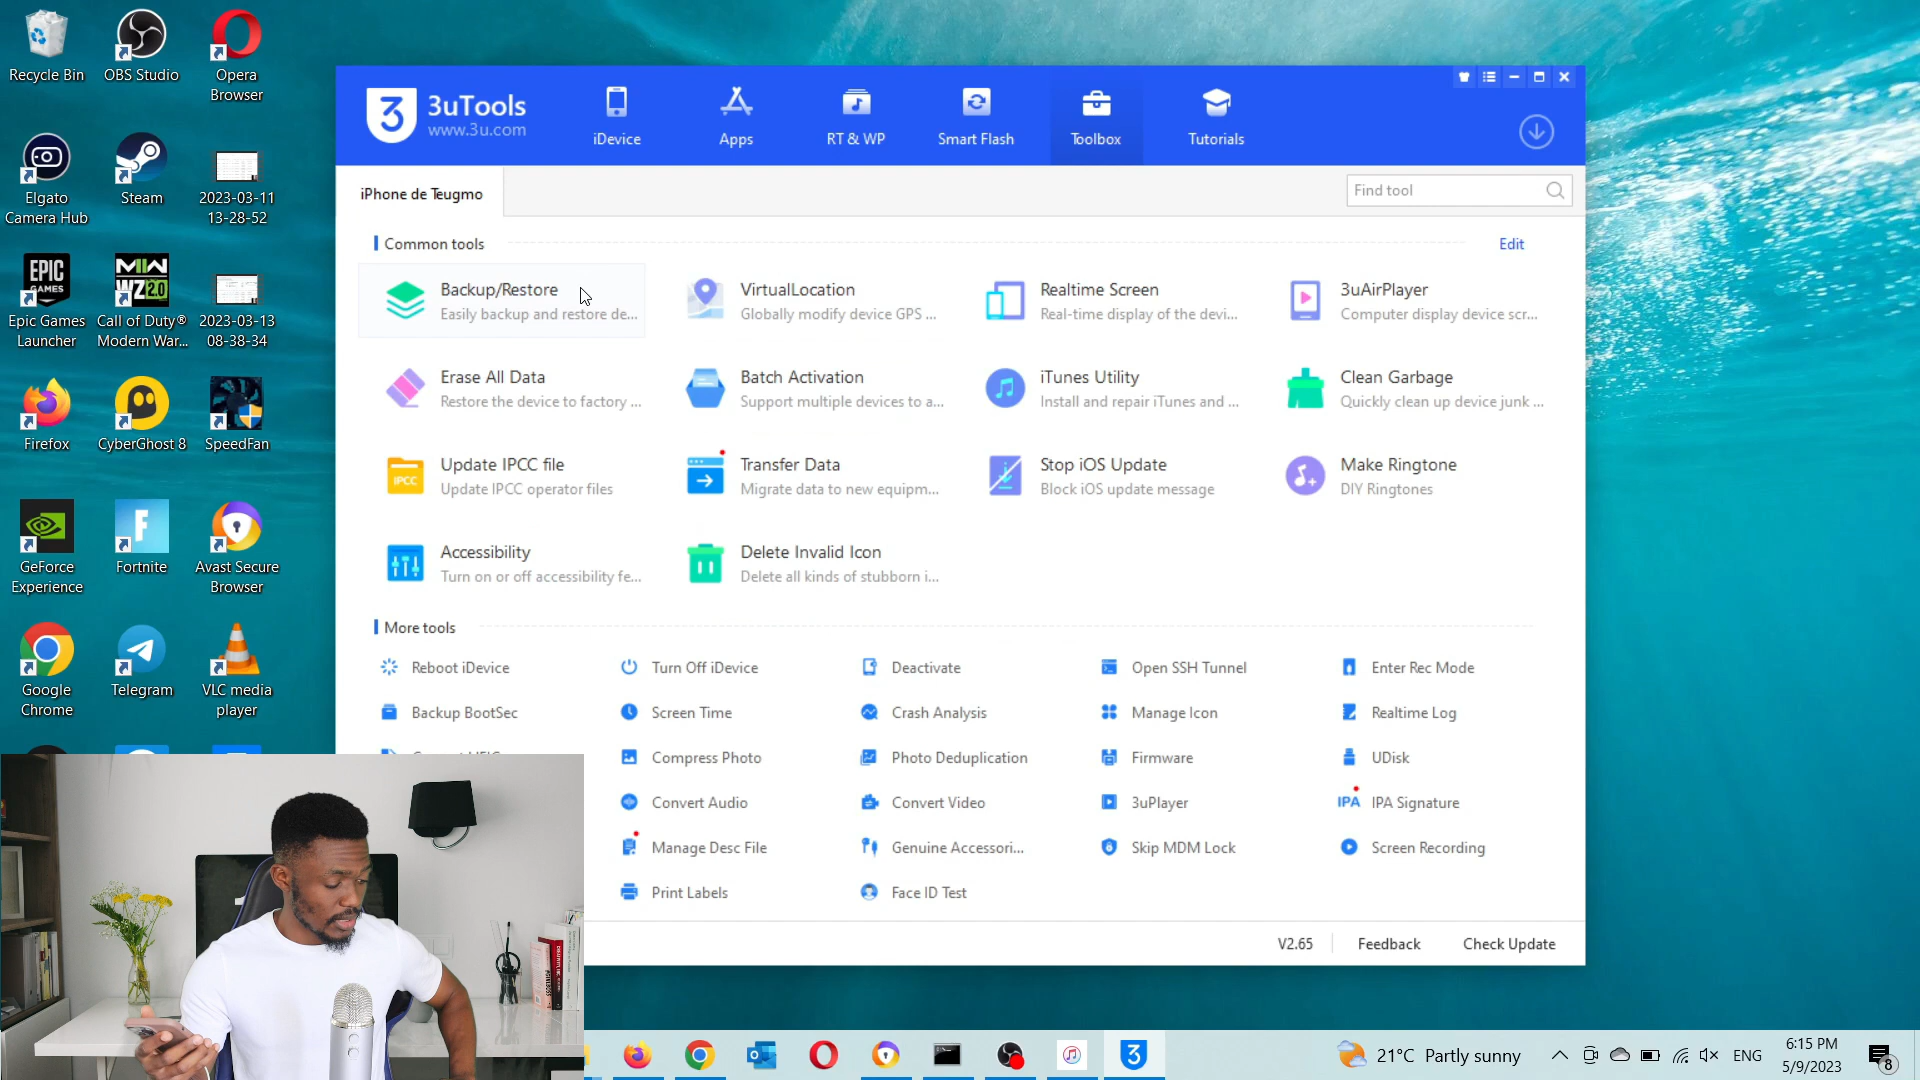 Recycle Bin
OBS Studio
Opera
Browser
Elgato
Camera Hub
Steam
2023-03-11
13-28-52
EPIC
GAMES
MW
WZ 2.0
Epic Games
Launcher
Call of Duty®
Modern War...
2023-03-13
08-38-34
Firefox
CyberGhost 8
SpeedFan
GeForce
Experience
Fortnite
Avast Secure
Browser
Google
Chrome
Telegram
VLC media
player
3uTools
www.3u.com
iDevice
Apps
RT & WP
Smart Flash
Toolbox
Tutorials
iPhone de Teugmo
Find tool
Common tools
Edit
Backup/Restore
Easily backup and restore de...
VirtualLocation
Globally modify device GPS ...
Realtime Screen
Real-time display of the devi...
3uAirPlayer
Computer display device scr...
Erase All Data
Restore the device to factory ...
Batch Activation
Support multiple devices to a...
iTunes Utility
Install and repair iTunes and ...
Clean Garbage
Quickly clean up device junk ...
IPCC
Update IPCC file
Update IPCC operator files
Transfer Data
Migrate data to new equipm...
Stop iOS Update
Block iOS update message
Make Ringtone
DIY Ringtones
Accessibility
Turn on or off accessibility fe...
Delete Invalid Icon
Delete all kinds of stubborn i...
More tools
Reboot iDevice
Turn Off iDevice
Deactivate
Open SSH Tunnel
Enter Rec Mode
Backup BootSec
Screen Time
Crash Analysis
Manage Icon
Realtime Log
Compress Photo
Photo Deduplication
Firmware
UDisk
Convert Audio
Convert Video
3uPlayer
IPA
IPA Signature
Manage Desc File
Genuine Accessori...
Skip MDM Lock
Screen Recording
Print Labels
Face ID Test
V2.65
Feedback
Check Update
21°C Partly sunny
ENG
6:15 PM
5/9/2023
8